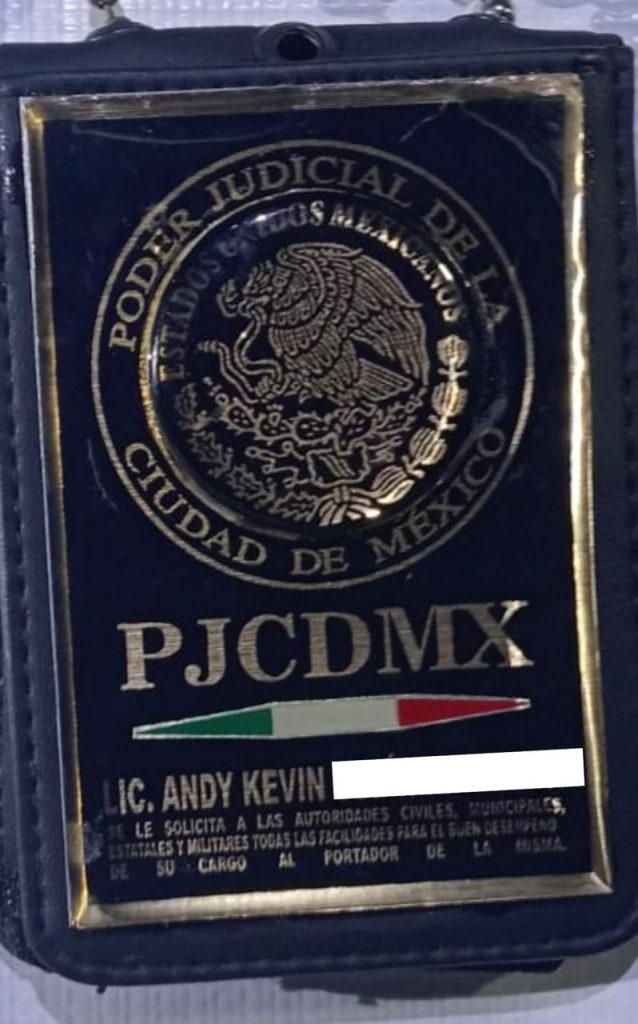 PODER JUDICIAL DE LA
ESTADOS UNIDOS MEXICANOS
CIUDAD DE MÉXICO
PJCDMX
LIC. ANDY KEVIN
SE LE SOLICITA A LAS AUTORIDADES CIVILES, MUNICIPALES,
ESTATALES Y MILITARES TODAS LAS FACILIDADES PARA EL BUEN DESEMPEÑO
DE SU CARGO AL PORTADOR DE LA MISMA.